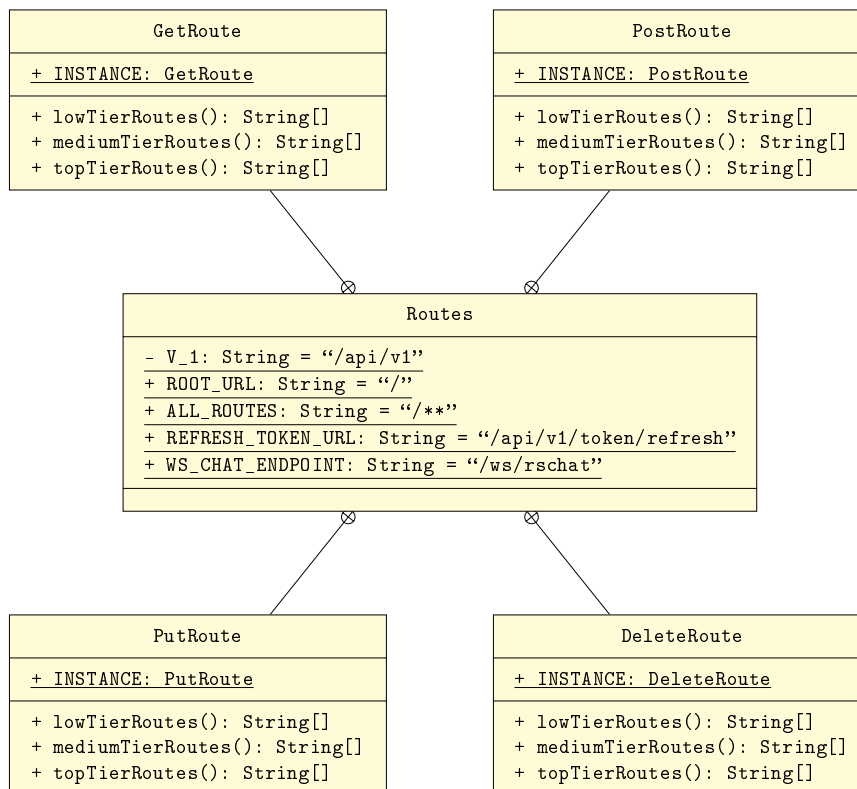 GetRoute
+ INSTANCE: GetRoute
+ lowTierRoutes(): String[]
+ mediumTierRoutes(): String[]
+ topTierRoutes(): String[]
PostRoute
+ INSTANCE: PostRoute
+ lowTierRoutes(): String[]
+ mediumTierRoutes(): String[]
+ topTierRoutes(): String[]
Routes
- V_1: String = “/api/v1”
+ ROOT_URL: String = “/”
+ ALL_ROUTES: String = “/**”
+ REFRESH_TOKEN_URL: String = “/api/v1/token/refresh”
+ WS_CHAT_ENDPOINT: String = “/ws/rschat”
PutRoute
+ INSTANCE: PutRoute
+ lowTierRoutes(): String[]
+ mediumTierRoutes(): String[]
+ topTierRoutes(): String[]
DeleteRoute
+ INSTANCE: DeleteRoute
+ lowTierRoutes(): String[]
+ mediumTierRoutes(): String[]
+ topTierRoutes(): String[]